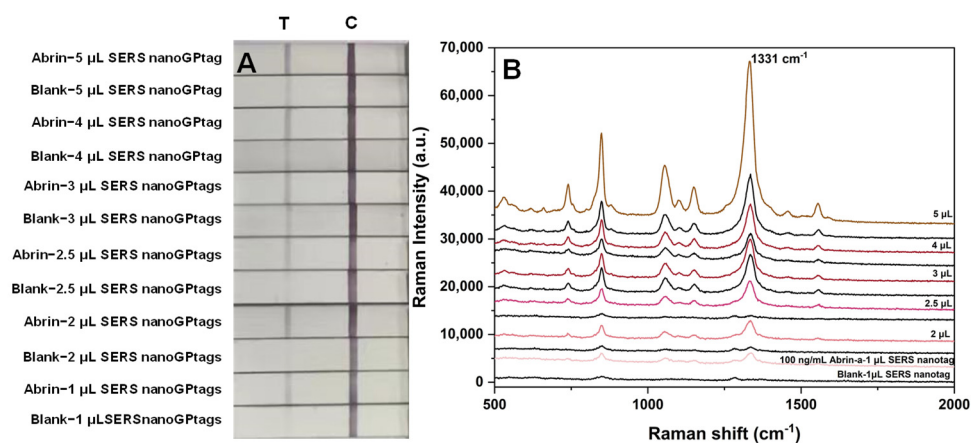 T C
Abrin-5 μL SERS nanoGPtag
Blank-5 μL SERS nanoGPtag
Abrin-4 μL SERS nanoGPtag
Blank-4 μL SERS nanoGPtag
Abrin-3 μL SERS nanoGPtags
Blank-3 μL SERS nanoGPtags
Abrin-2.5 μL SERS nanoGPtags
Blank-2.5 μL SERS nanoGPtags
Abrin-2 μL SERS nanoGPtags
Blank-2 μL SERS nanoGPtags
Abrin-1 μL SERS nanoGPtags
Blank-1 μLSERSnanoGPtags
A
B
1331 cm⁻¹
70,000
60,000
50,000
40,000
30,000
20,000
10,000
0
Raman Intensity (a.u.)
5 μL
4 μL
3 μL
2.5 μL
2 μL
100 ng/mL Abrin-a-1 μL SERS nanotag
Blank-1μL SERS nanotag
500 1000 1500 2000
Raman shift (cm⁻¹)